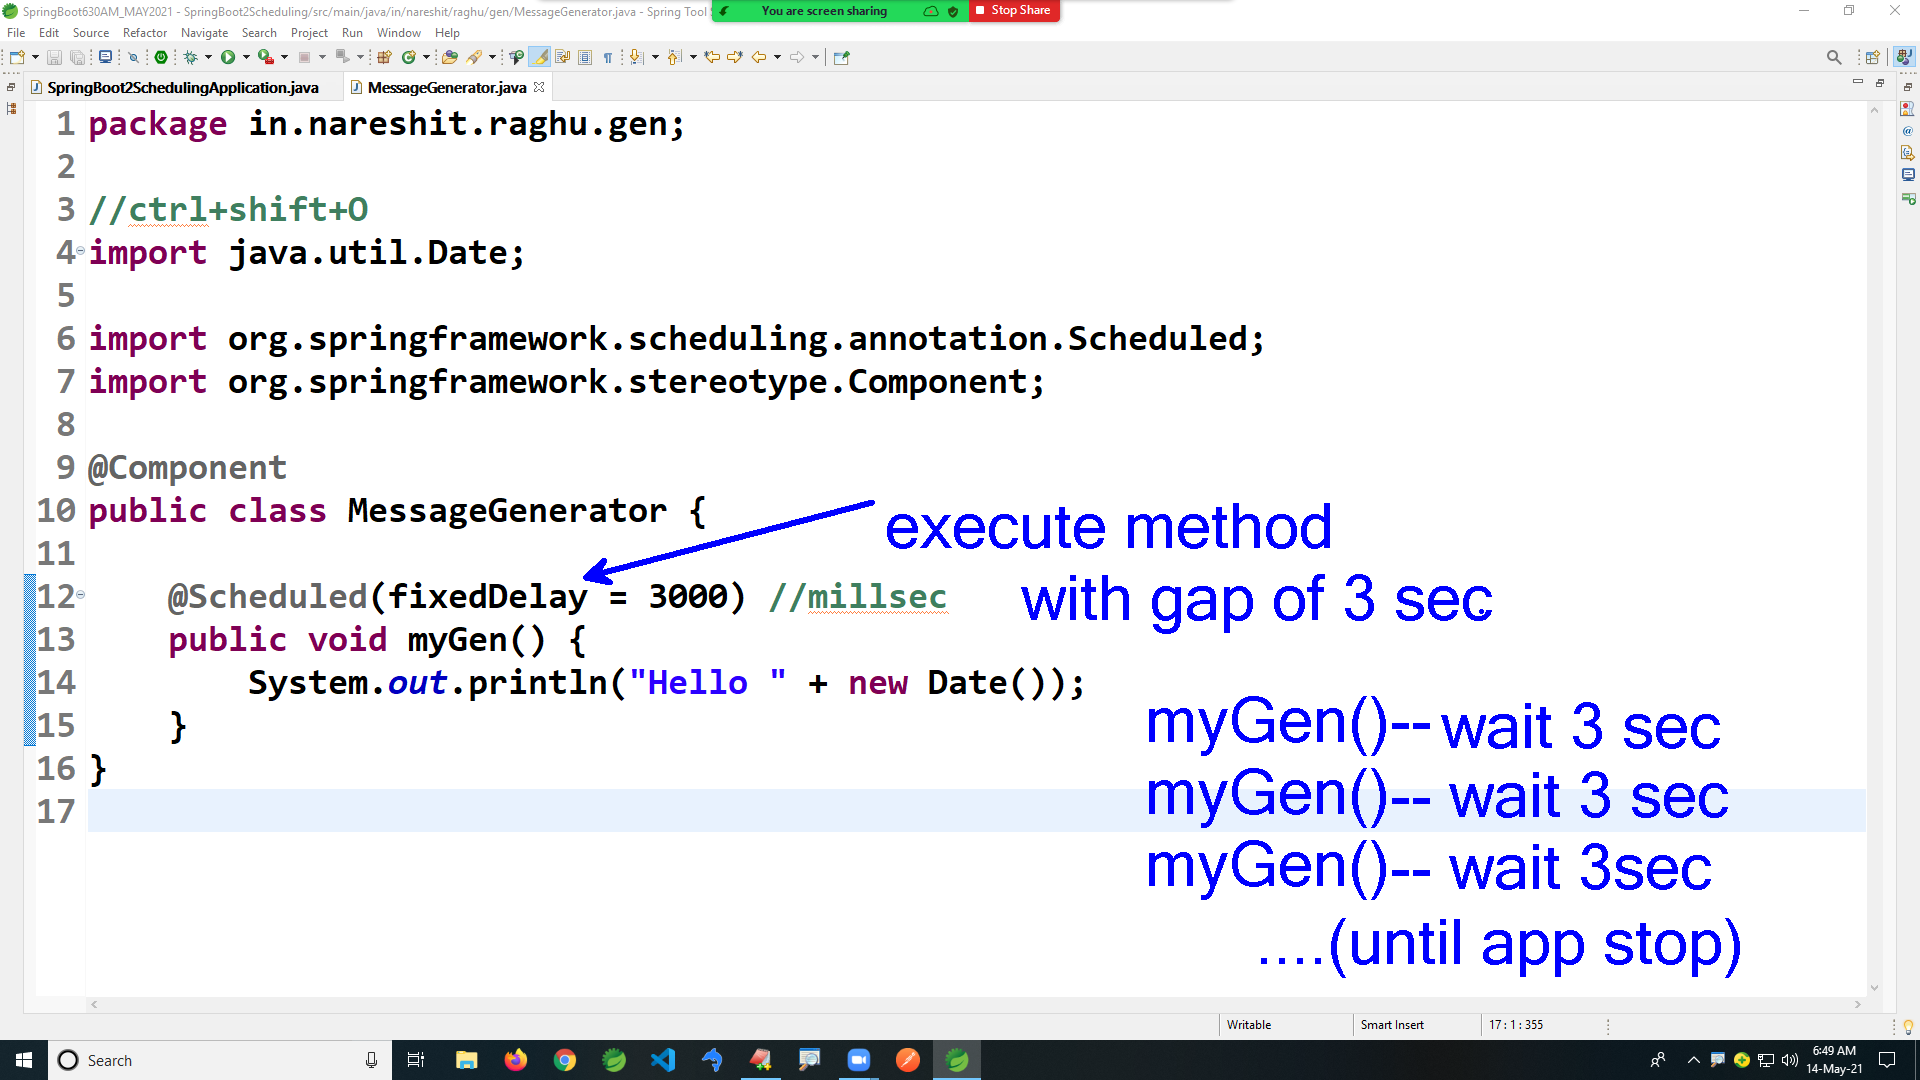 SpringBoot630AM_MAY2021 - SpringBoot2Scheduling/src/main/java/in/nareshit/raghu/gen/MessageGenerator.java - Spring Tool S
You are screen sharing
Stop Share
File Edit Source Refactor Navigate Search Project Run Window Help
SpringBoot2SchedulingApplication.java
MessageGenerator.java
1 package in.nareshit.raghu.gen;
2
3 //ctrl+shift+O
4 import java.util.Date;
5
6 import org.springframework.scheduling.annotation.Scheduled;
7 import org.springframework.stereotype.Component;
8
9 @Component
10 public class MessageGenerator {
11
execute method
12 @Scheduled(fixedDelay = 3000) //millsec
with gap of 3 sec
13 public void myGen() {
14 System.out.println("Hello " + new Date());
15 }
16 }
17
myGen()-- wait 3 sec
myGen()-- wait 3 sec
myGen()-- wait 3sec
....(until app stop)
Writable
Smart Insert
17 : 1 : 355
Search
6:49 AM
14-May-21